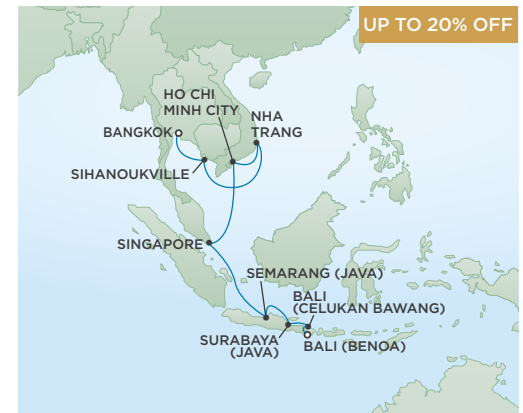 UP TO 20% OFF
HO CHI
MINH CITY
NHA
TRANG
BANGKOK
SIHANOUKVILLE
SINGAPORE
SEMARANG (JAVA)
BALI
(CELUKAN BAWANG)
SURABAYA
(JAVA)
BALI (BENOA)